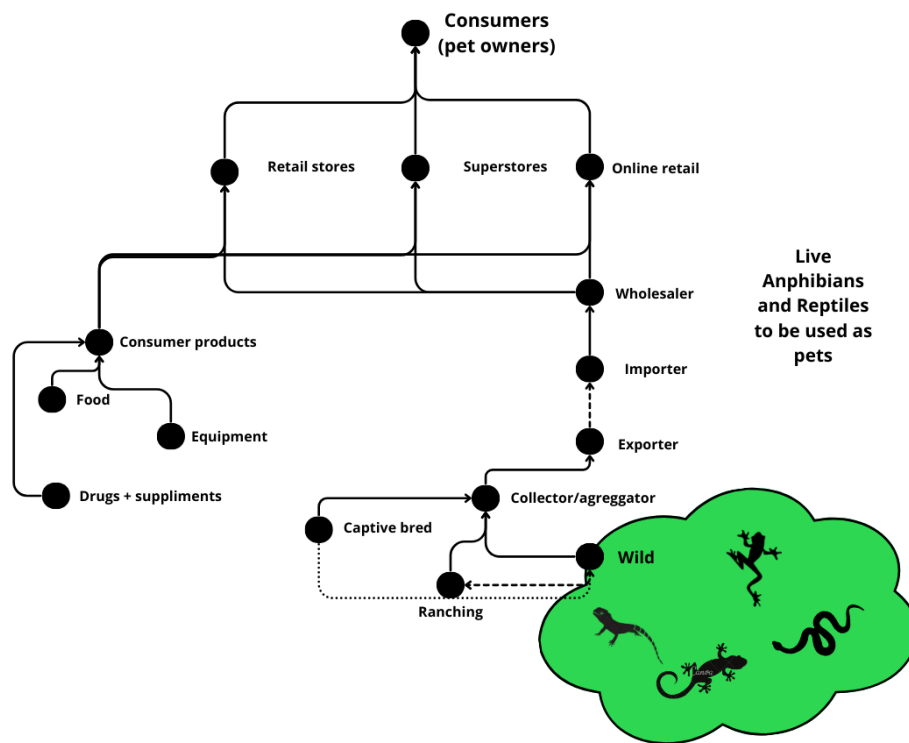 Consumers
(pet owners)
Retail stores
Superstores
Online retail
Live
Anphibians
and Reptiles
to be used as
pets
Wholesaler
Consumer products
Importer
Food
Equipment
Exporter
Drugs + suppliments
Collector/agreggator
Captive bred
Wild
Ranching
Canva